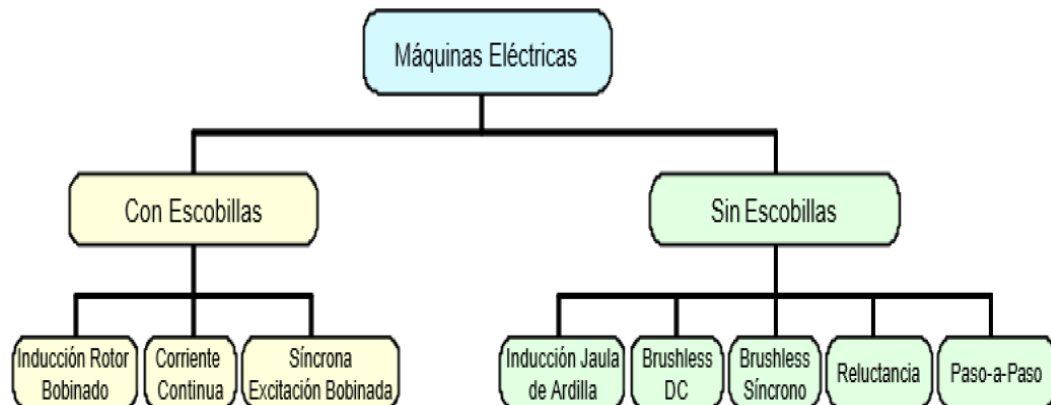 Máquinas Eléctricas
Con Escobillas
Sin Escobillas
Inducción Rotor
Bobinado
Corriente
Continua
Síncrona
Excitación Bobinada
Inducción Jaula
de Ardilla
Brushless
DC
Brushless
Síncrono
Reluctancia
Paso-a-Paso